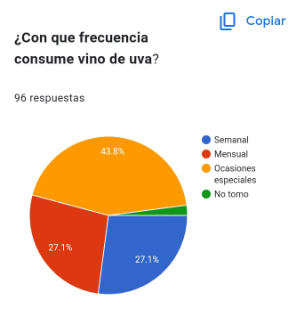 Copiar
¿Con que frecuencia
consume vino de uva?
96 respuestas
43.8%
27.1%
27.1%
Semanal
Mensual
Ocasiones
especiales
No tomo